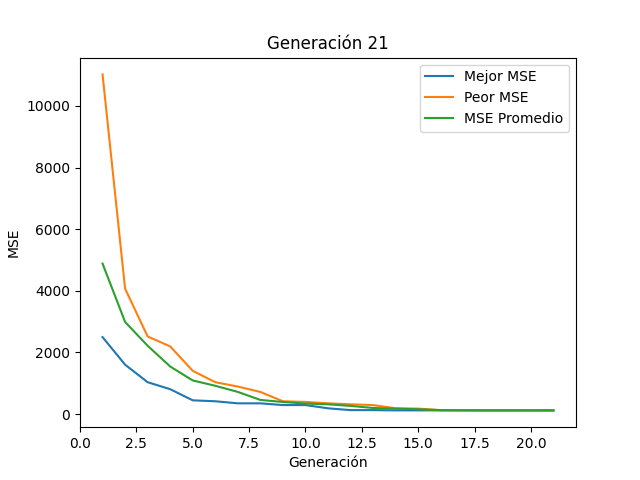 Generación 21
Mejor MSE
Peor MSE
MSE Promedio
10000
8000
6000
4000
2000
0
MSE
0.0 2.5 5.0 7.5 10.0 12.5 15.0 17.5 20.0
Generación